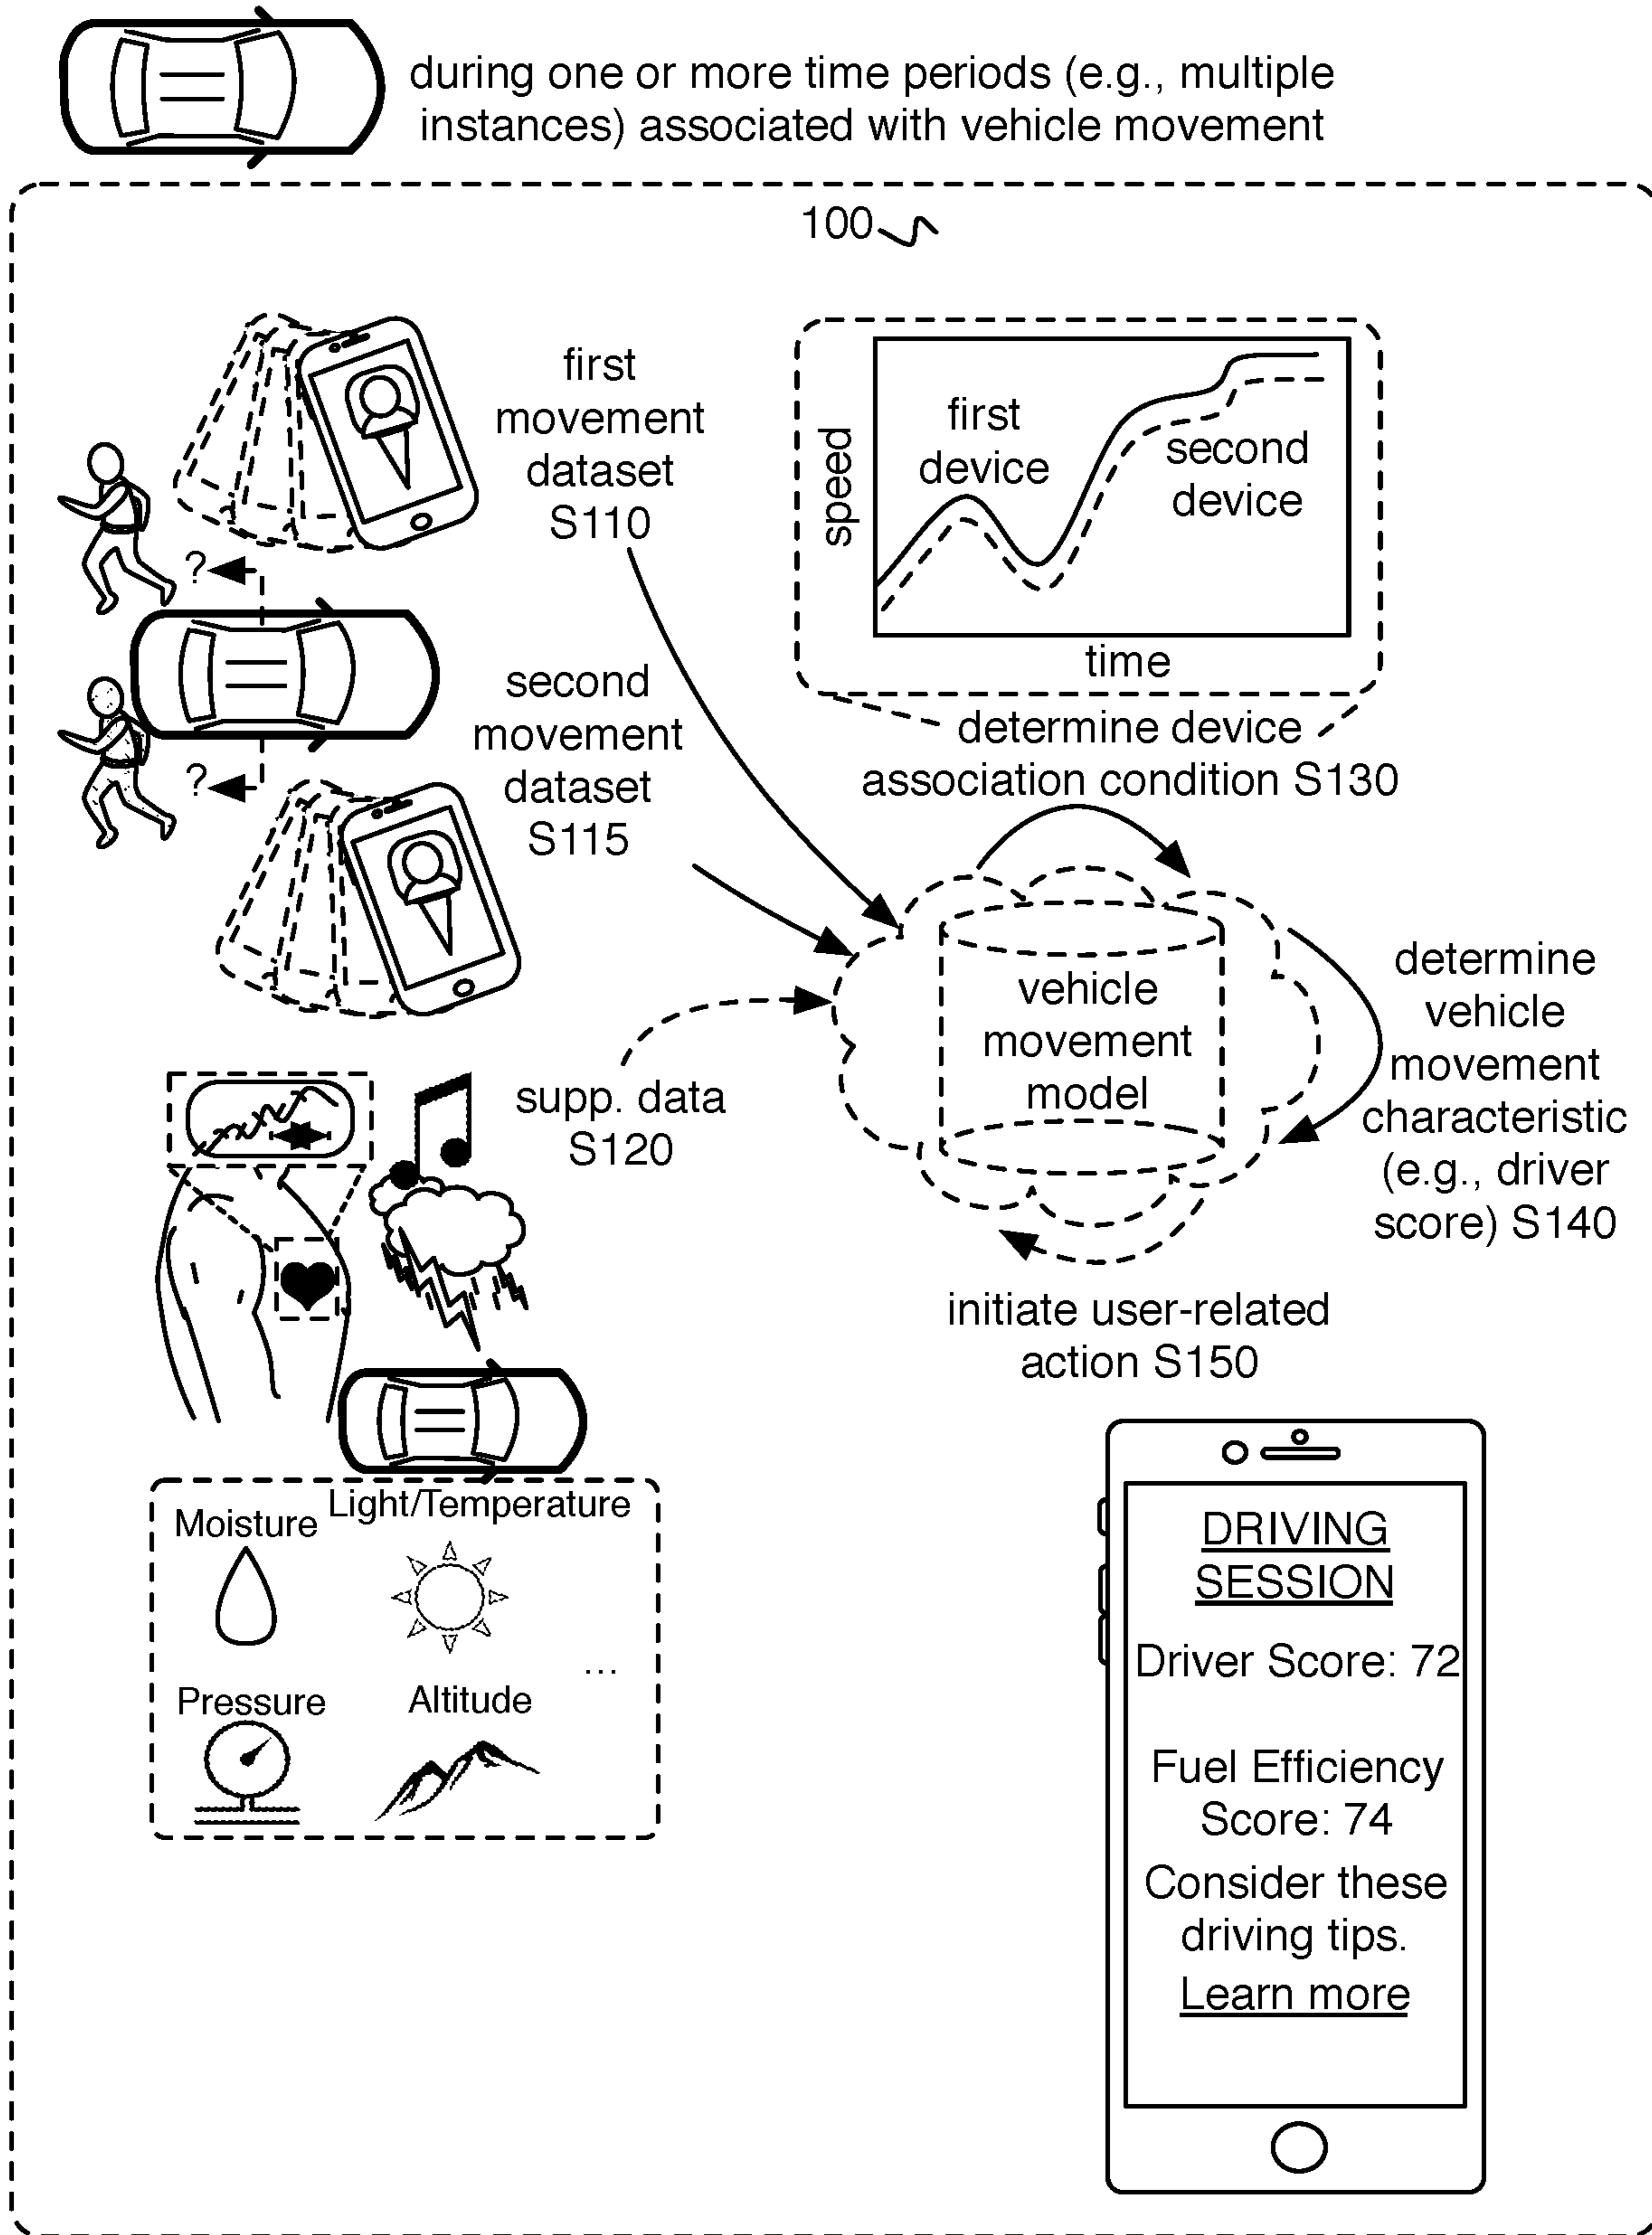 during one or more time periods (e.g., multiple
instances) associated with vehicle movement
100
first
movement
dataset
S110
first
device
second
device
speed
time
determine device
association condition S130
?
second
movement
dataset
S115
?
vehicle
movement
model
determine
vehicle
movement
characteristic
(e.g., driver
score) S140
supp. data
S120
initiate user-related
action S150
Moisture
Light/Temperature
Pressure
Altitude
...
DRIVING
SESSION
Driver Score: 72
Fuel Efficiency
Score: 74
Consider these
driving tips.
Learn more